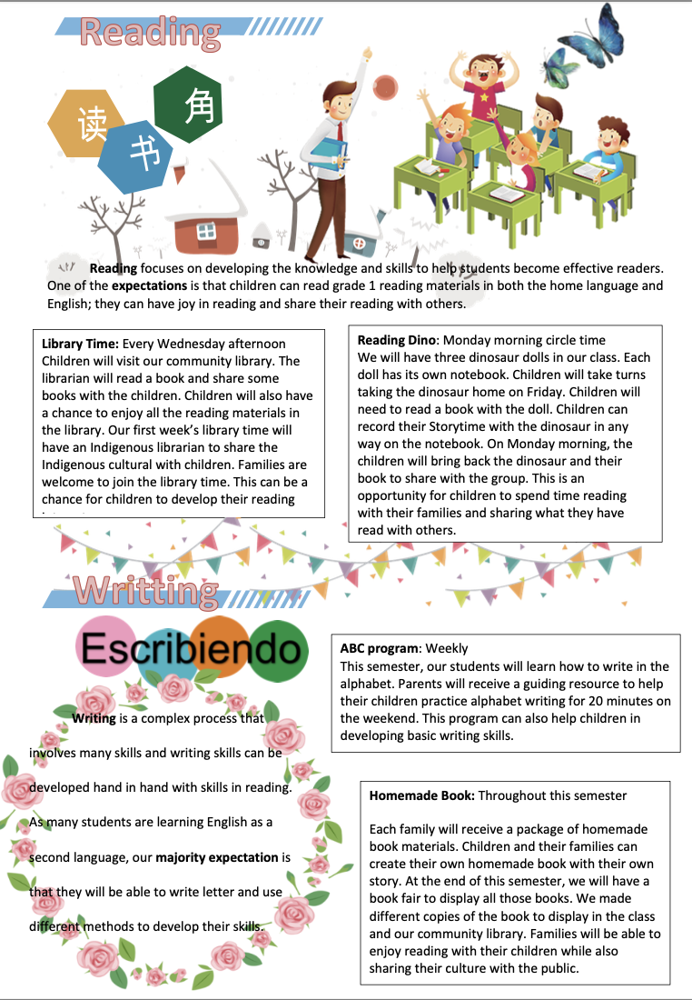 Reading
读
书
角
Reading focuses on developing the knowledge and skills to help students become effective readers.
One of the expectations is that children can read grade 1 reading materials in both the home language and
English; they can have joy in reading and share their reading with others.
Library Time: Every Wednesday afternoon
Children will visit our community library. The
librarian will read a book and share some
books with the children. Children will also have
a chance to enjoy all the reading materials in
the library. Our first week's library time will
have an Indigenous librarian to share the
Indigenous cultural with children. Families are
welcome to join the library time. This can be a
chance for children to develop their reading
Reading Dino: Monday morning circle time
We will have three dinosaur dolls in our class. Each
doll has its own notebook. Children will take turns
taking the dinosaur home on Friday. Children will
need to read a book with the doll. Children can
record their Storytime with the dinosaur in any
way on the notebook. On Monday morning, the
children will bring back the dinosaur and their
book to share with the group. This is an
opportunity for children to spend time reading
with their families and sharing what they have
read with others.
Writting
Escribiendo
Writing is a complex process that
involves many skills and writing skills can be
developed hand in hand with skills in reading.
As many students are learning English as a
second language, our majority expectation is
that they will be able to write letter and use
different methods to develop their skills.
ABC program: Weekly
This semester, our students will learn how to write in the
alphabet. Parents will receive a guiding resource to help
their children practice alphabet writing for 20 minutes on
the weekend. This program can also help children in
developing basic writing skills.
Homemade Book: Throughout this semester
Each family will receive a package of homemade
book materials. Children and their families can
create their own homemade book with their own
story. At the end of this semester, we will have a
book fair to display all those books. We made
different copies of the book to display in the class
and our community library. Families will be able to
enjoy reading with their children while also
sharing their culture with the public.